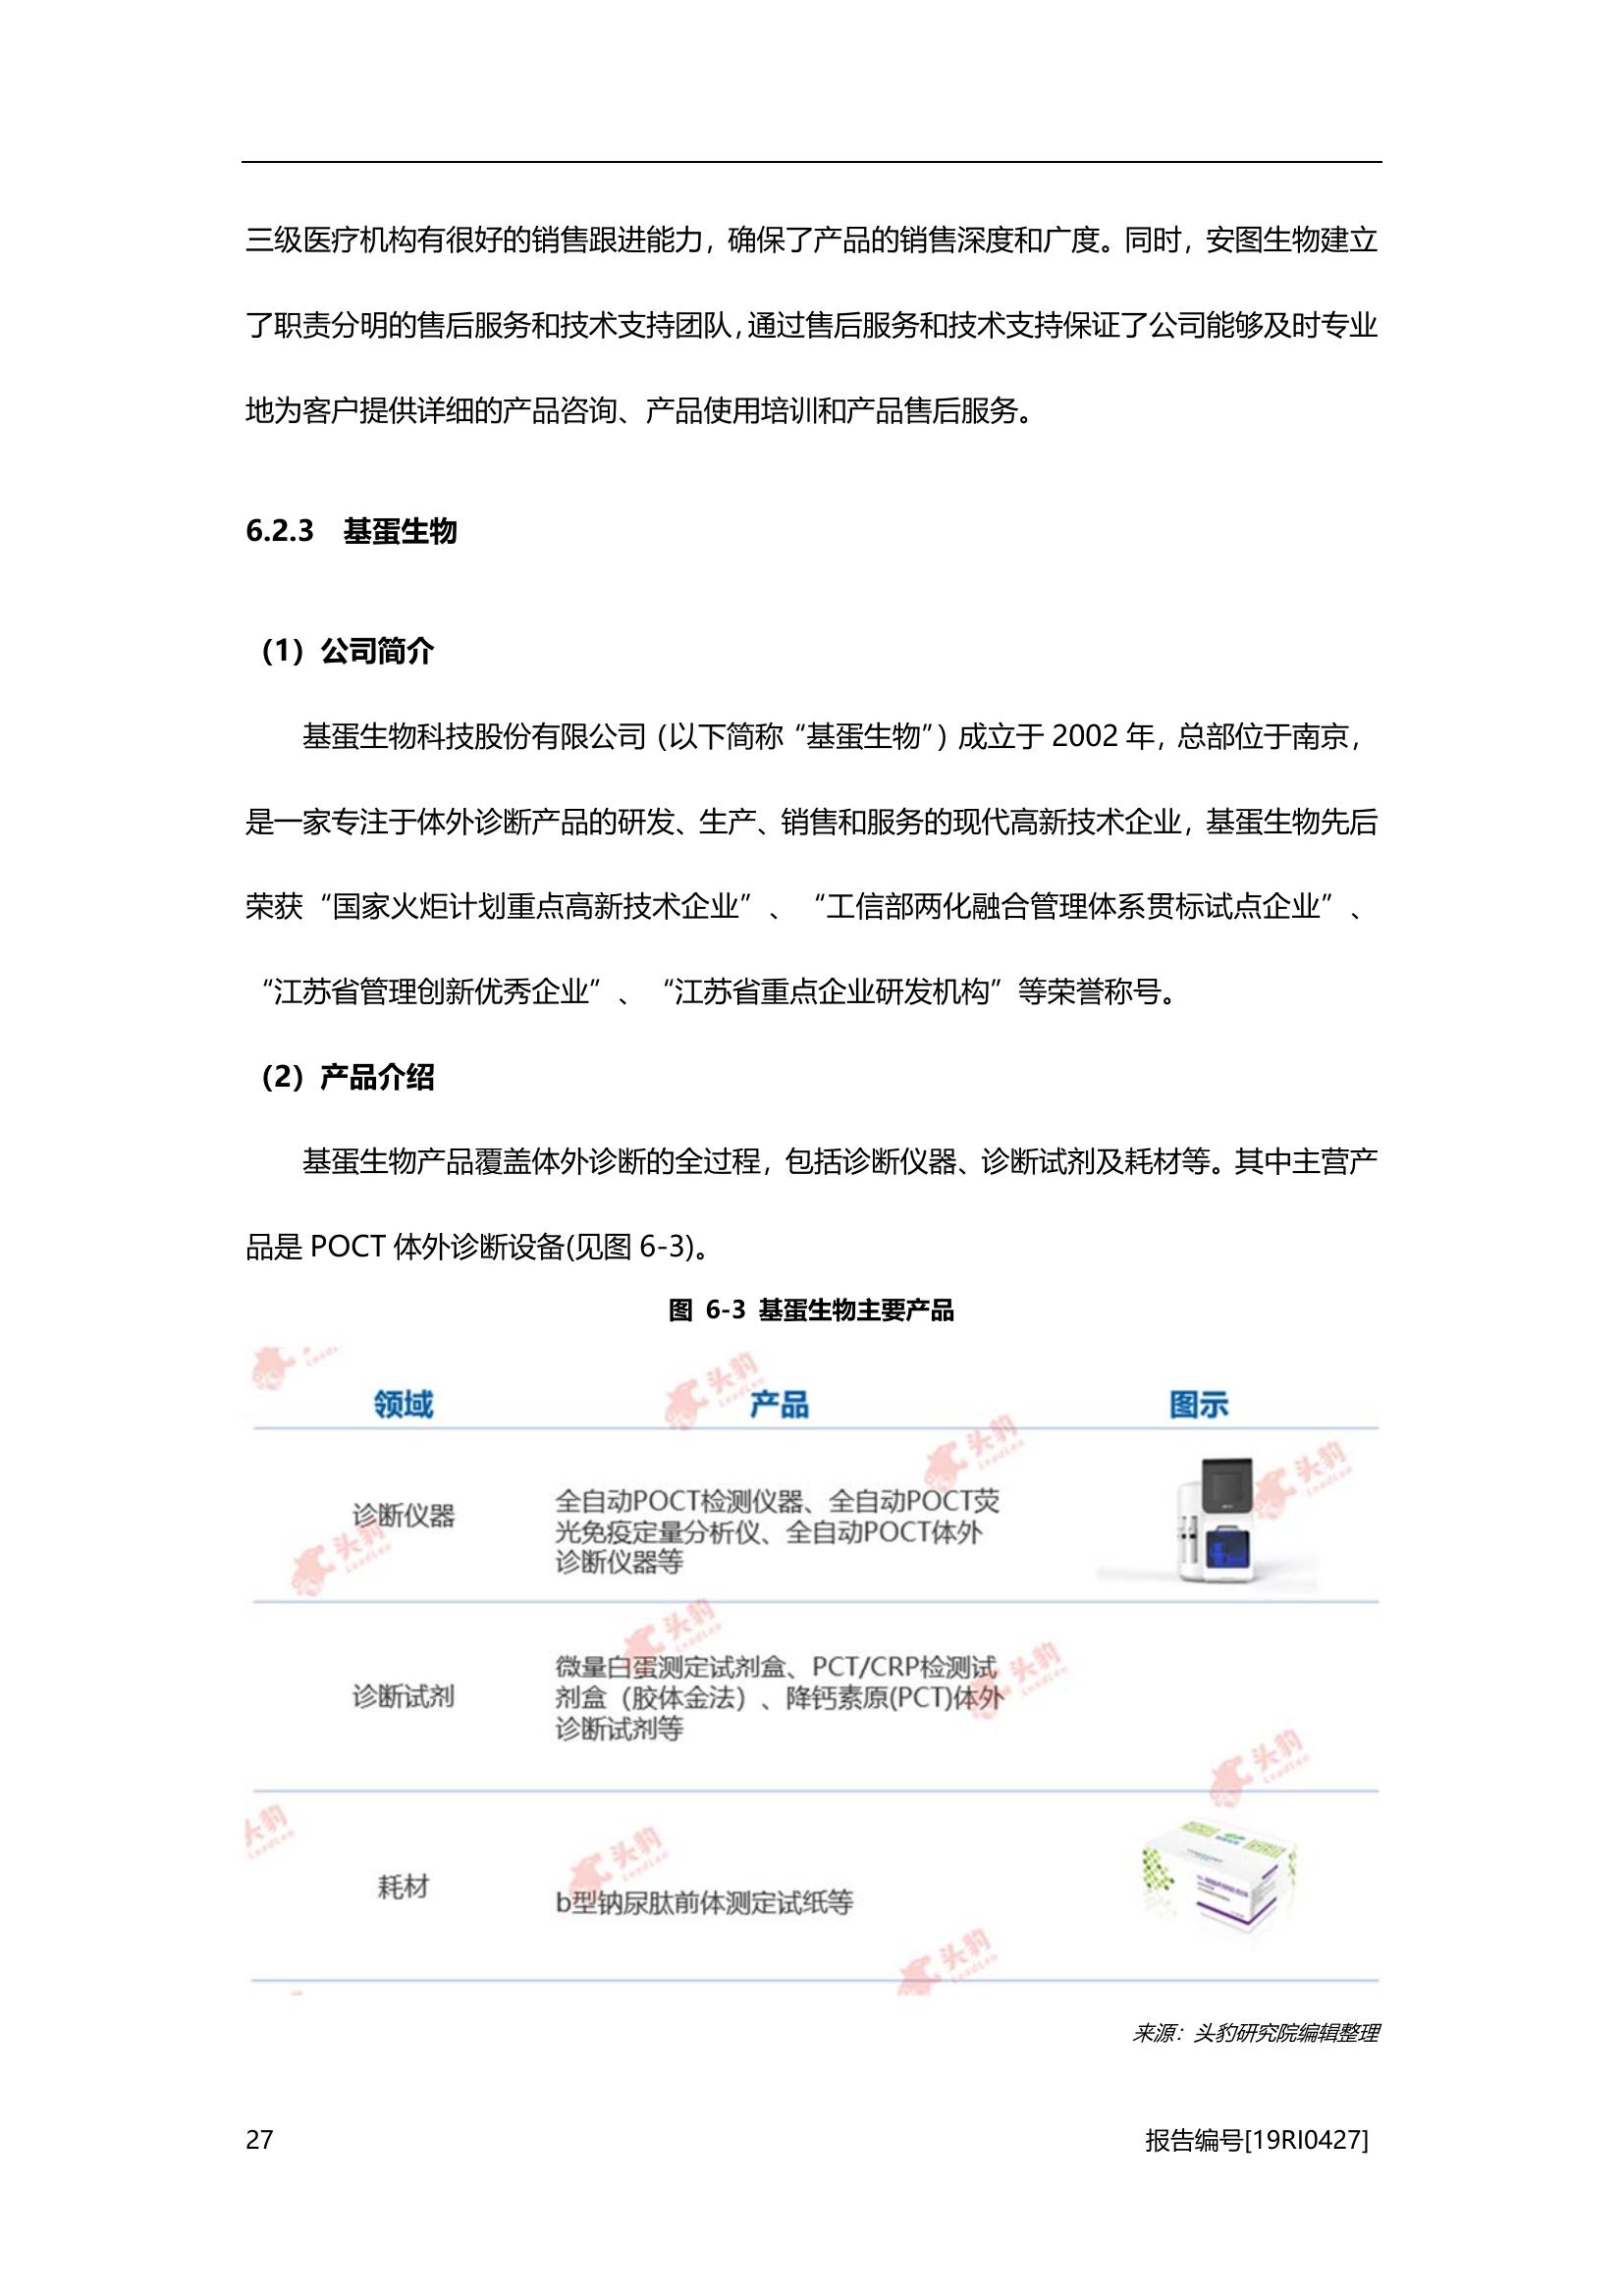 三级医疗机构有很好的销售跟进能力，确保了产品的销售深度和广度。同时，安图生物建立
了职责分明的售后服务和技术支持团队，通过售后服务和技术支持保证了公司能够及时专业
地为客户提供详细的产品咨询、产品使用培训和产品售后服务。
6.2.3 基蛋生物
（1）公司简介
基蛋生物科技股份有限公司（以下简称“基蛋生物”）成立于 2002 年，总部位于南京，
是一家专注于体外诊断产品的研发、生产、销售和服务的现代高新技术企业，基蛋生物先后
荣获“国家火炬计划重点高新技术企业”、“工信部两化融合管理体系贯标试点企业”、
“江苏省管理创新优秀企业”、“江苏省重点企业研发机构”等荣誉称号。
（2）产品介绍
基蛋生物产品覆盖体外诊断的全过程，包括诊断仪器、诊断试剂及耗材等。其中主营产
品是 POCT 体外诊断设备(见图 6-3)。
图 6-3 基蛋生物主要产品
领域 产品 图示
诊断仪器
全自动POCT检测仪器、全自动POCT荧
光免疫定量分析仪、全自动POCT体外
诊断仪器等
诊断试剂
微量白蛋测定试剂盒、PCT/CRP检测试
剂盒（胶体金法）、降钙素原(PCT)体外
诊断试剂等
耗材
b型钠尿肽前体测定试纸等
来源：头豹研究院编辑整理
27 报告编号[19RI0427]